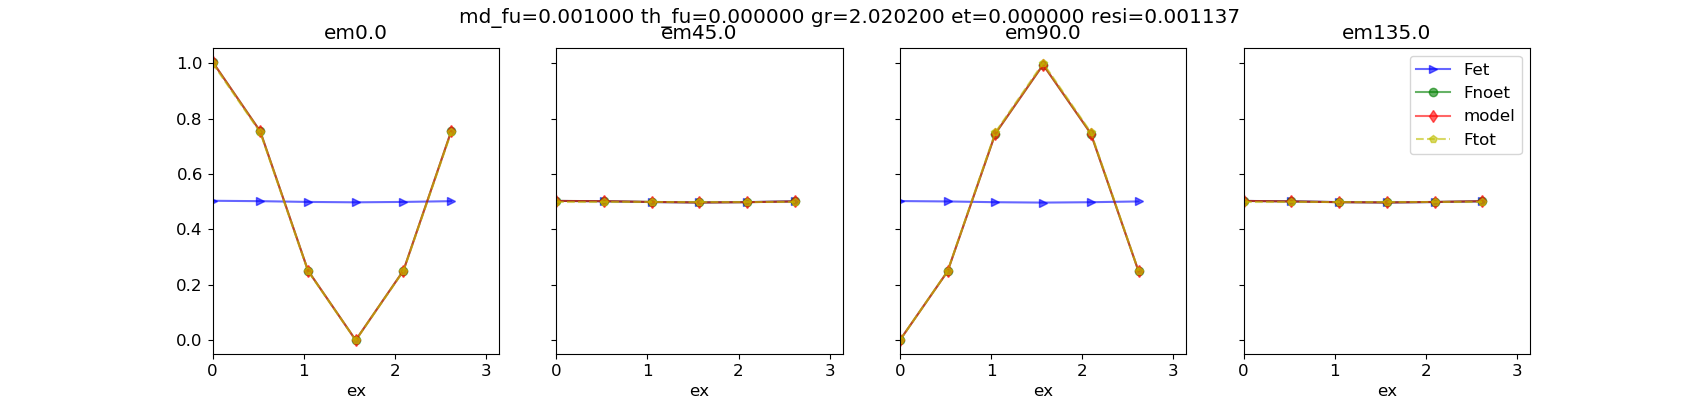 md_fu=0.001000 th_fu=0.000000 gr=2.020200 et=0.000000 resi=0.001137
em0.0 em45.0 em90.0 em135.0
1.0
0.8
0.6
0.4
0.2
0.0
Fet
Fnoet
model
Ftot
0 1 2 3 0 1 2 3 0 1 2 3 0 1 2 3
ex ex ex ex